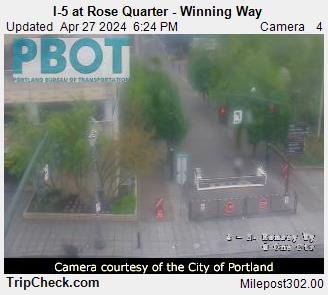 I-5 at Rose Quarter - Winning Way
Updated Apr 27 2024 6:24 PM Camera 4
PBOT
PORTLAND BUREAU OF TRANSPORTATION
Camera courtesy of the City of Portland
TripCheck.com Milepost302.00